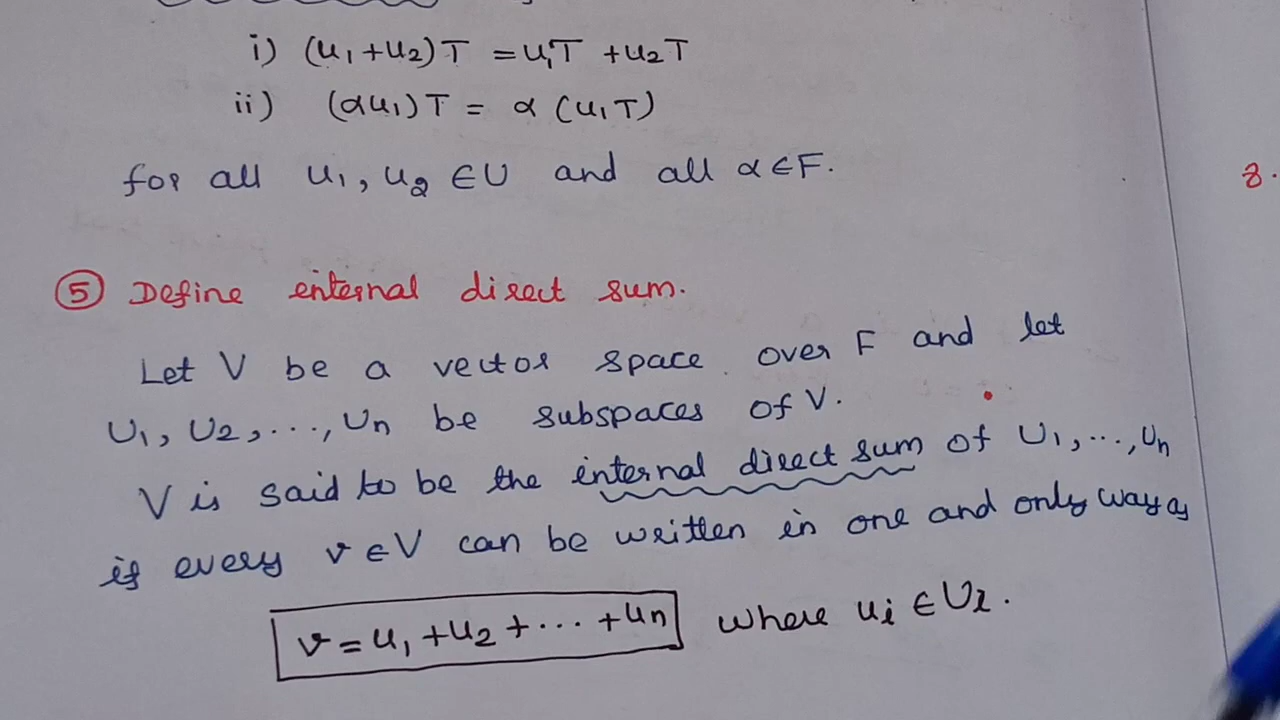 i) (u₁+u₂)T = u₁T + u₂T
ii) (αu₁)T = α(u₁T)
for all u₁, u₂ ∈ U and all α ∈ F.
8.
⑤ Define internal direct sum.
Let V be a vector space over F and let
U₁, U₂, ..., Un be subspaces of V.
V is said to be the internal direct sum of U₁, ..., Un
if every v ∈ V can be written in one and only way as
v = u₁ + u₂ + ... + un where ui ∈ Ui.